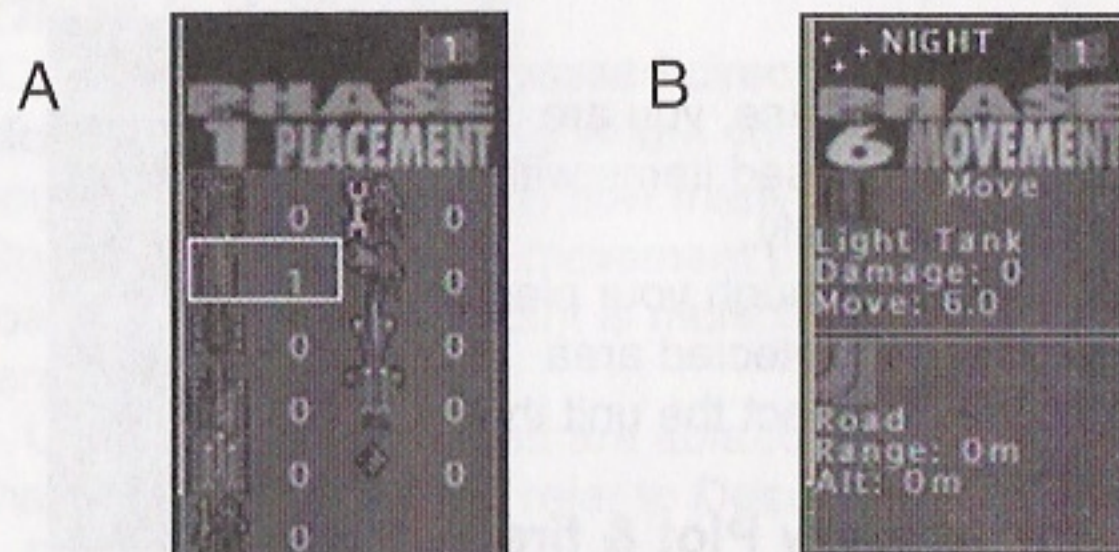 A
1
PHASE
1 PLACEMENT
0 0
1 0
0 0
0 0
0 0
0
B
NIGHT 1
PHASE
6 MOVEMENT
Move
Light Tank
Damage: 0
Move: 6.0
Road
Range: 0m
Alt: 0m